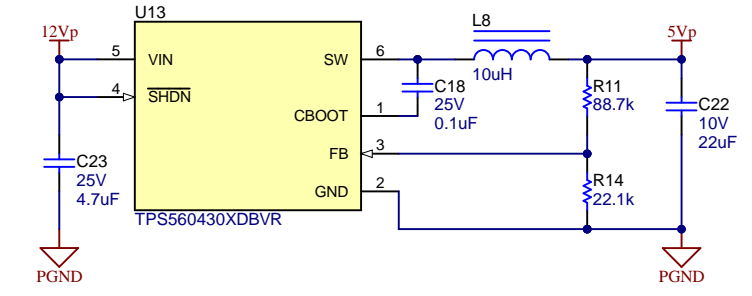 U13
12Vp
5
VIN
4
SHDN
C23
25V
4.7uF
PGND
SW
6
CBOOT
1
FB
3
GND
2
TPS560430XDBVR
C18
25V
0.1uF
L8
10uH
R11
88.7k
R14
22.1k
5Vp
C22
10V
22uF
PGND